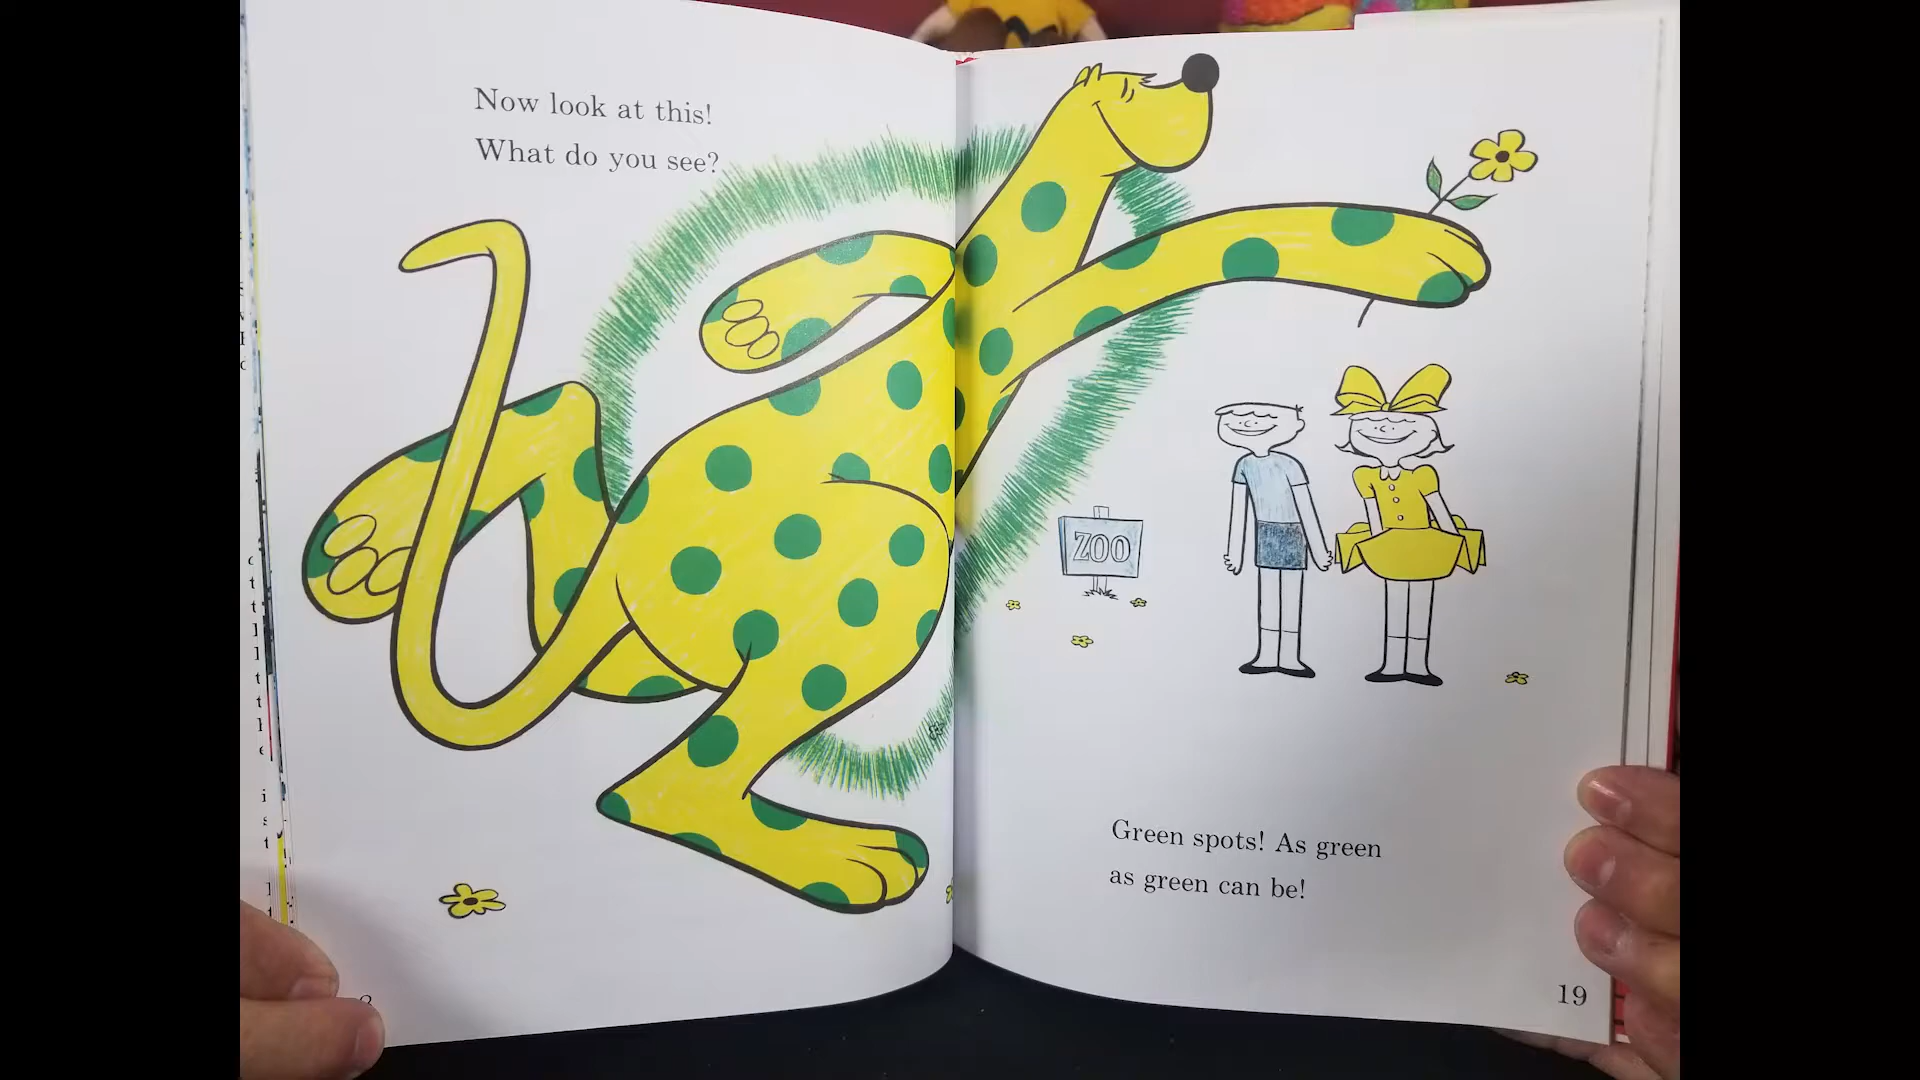 Now look at this!
What do you see?
ZOO
Green spots! As green
as green can be!
19